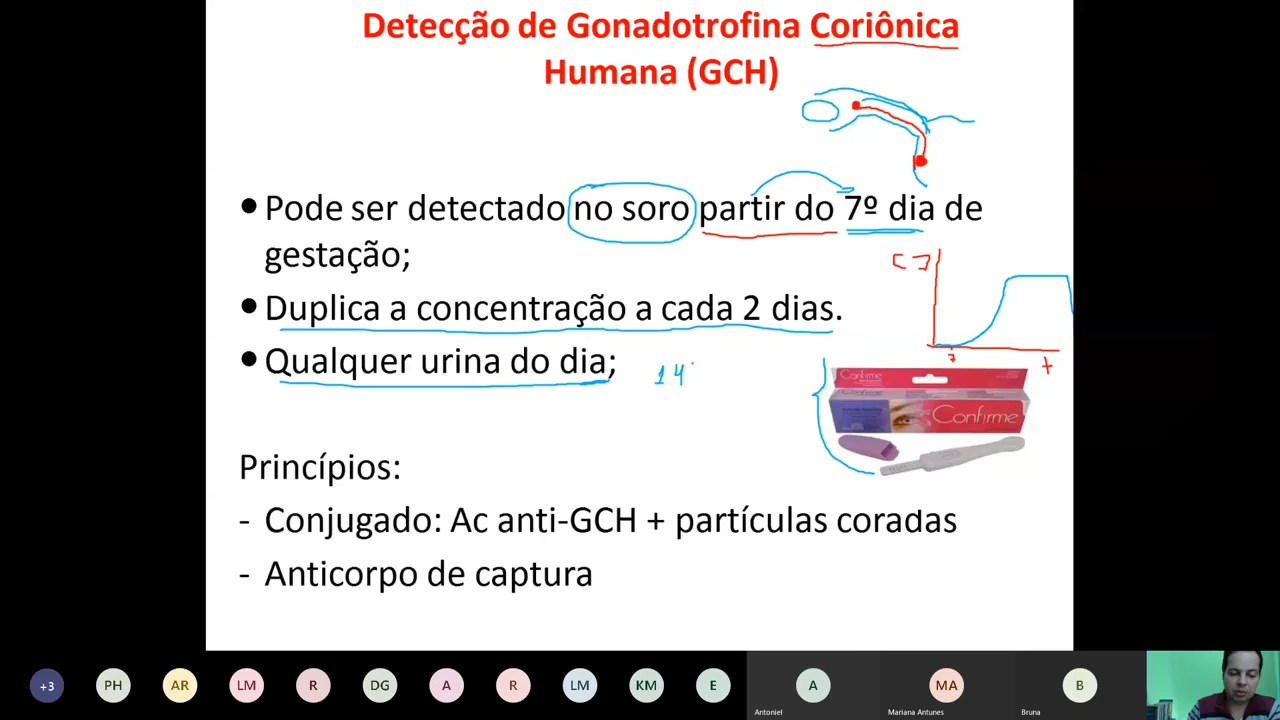 Detecção de Gonadotrofina Coriônica
Humana (GCH)
• Pode ser detectado no soro partir do 7º dia de
gestação;
• Duplica a concentração a cada 2 dias.
• Qualquer urina do dia;
14
[ ]
7
t
Confirme
Confirme
Princípios:
- Conjugado: Ac anti-GCH + partículas coradas
- Anticorpo de captura
+3
PH
AR
LM
R
DG
A
R
LM
KM
E
A
MA
B
Antoniel
Mariana Antunes
Bruna